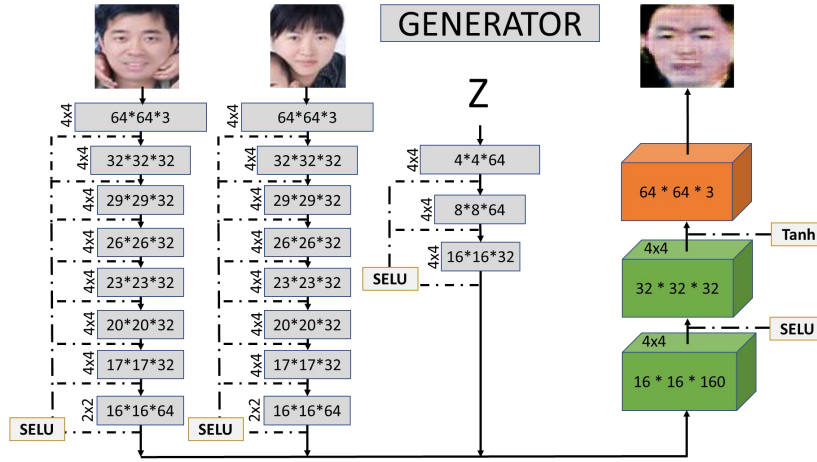 GENERATOR
4x4
64*64*3
4x4
32*32*32
4x4
29*29*32
4x4
26*26*32
4x4
23*23*32
4x4
20*20*32
4x4
17*17*32
2x2
16*16*64
SELU
4x4
64*64*3
4x4
32*32*32
4x4
29*29*32
4x4
26*26*32
4x4
23*23*32
4x4
20*20*32
4x4
17*17*32
2x2
16*16*64
SELU
Z
4x4
4*4*64
4x4
8*8*64
4x4
16*16*32
SELU
64 * 64 * 3
Tanh
4x4
32 * 32 * 32
SELU
4x4
16 * 16 * 160